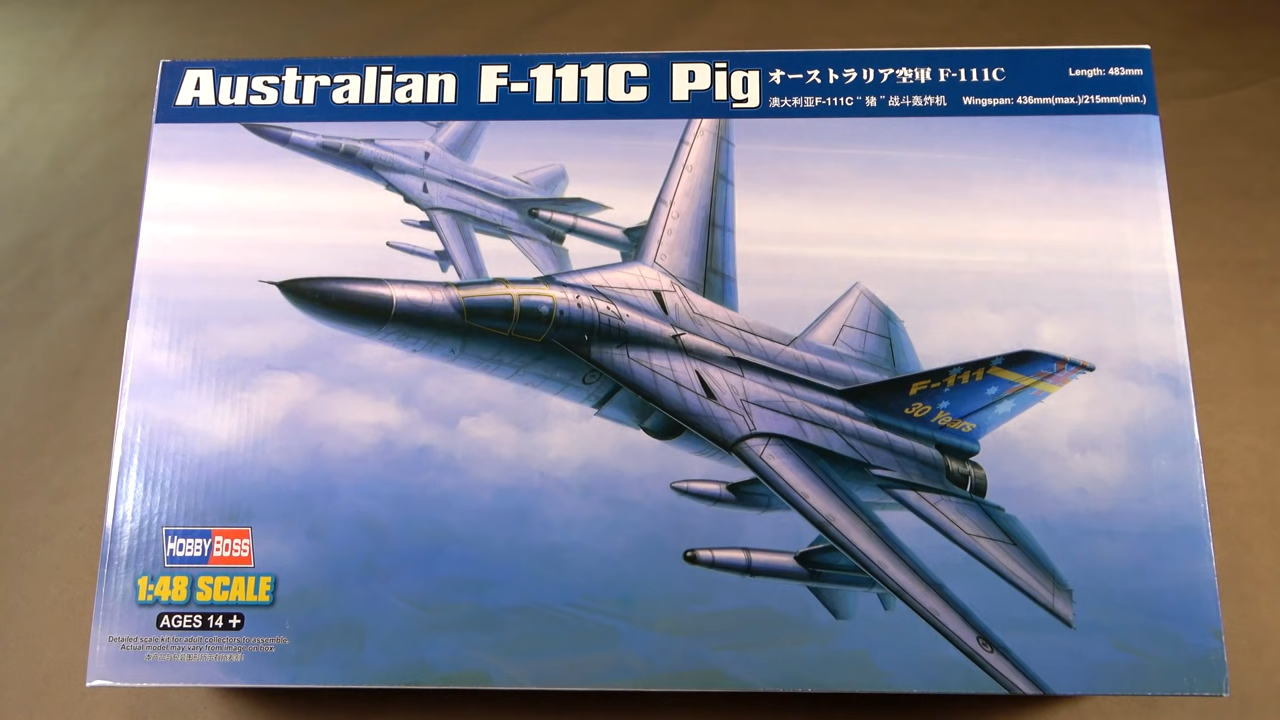 Australian F-111C Pig
オーストラリア空軍 F-111C
Length: 483mm
澳大利亚F-111C“猪”战斗轰炸机
Wingspan: 436mm(max.)/215mm(min.)
F-111
30 Years
HOBBY BOSS
1:48 SCALE
AGES 14 +
Detailed scale kit for adult collectors to assemble.
Actual model may vary from image on box.